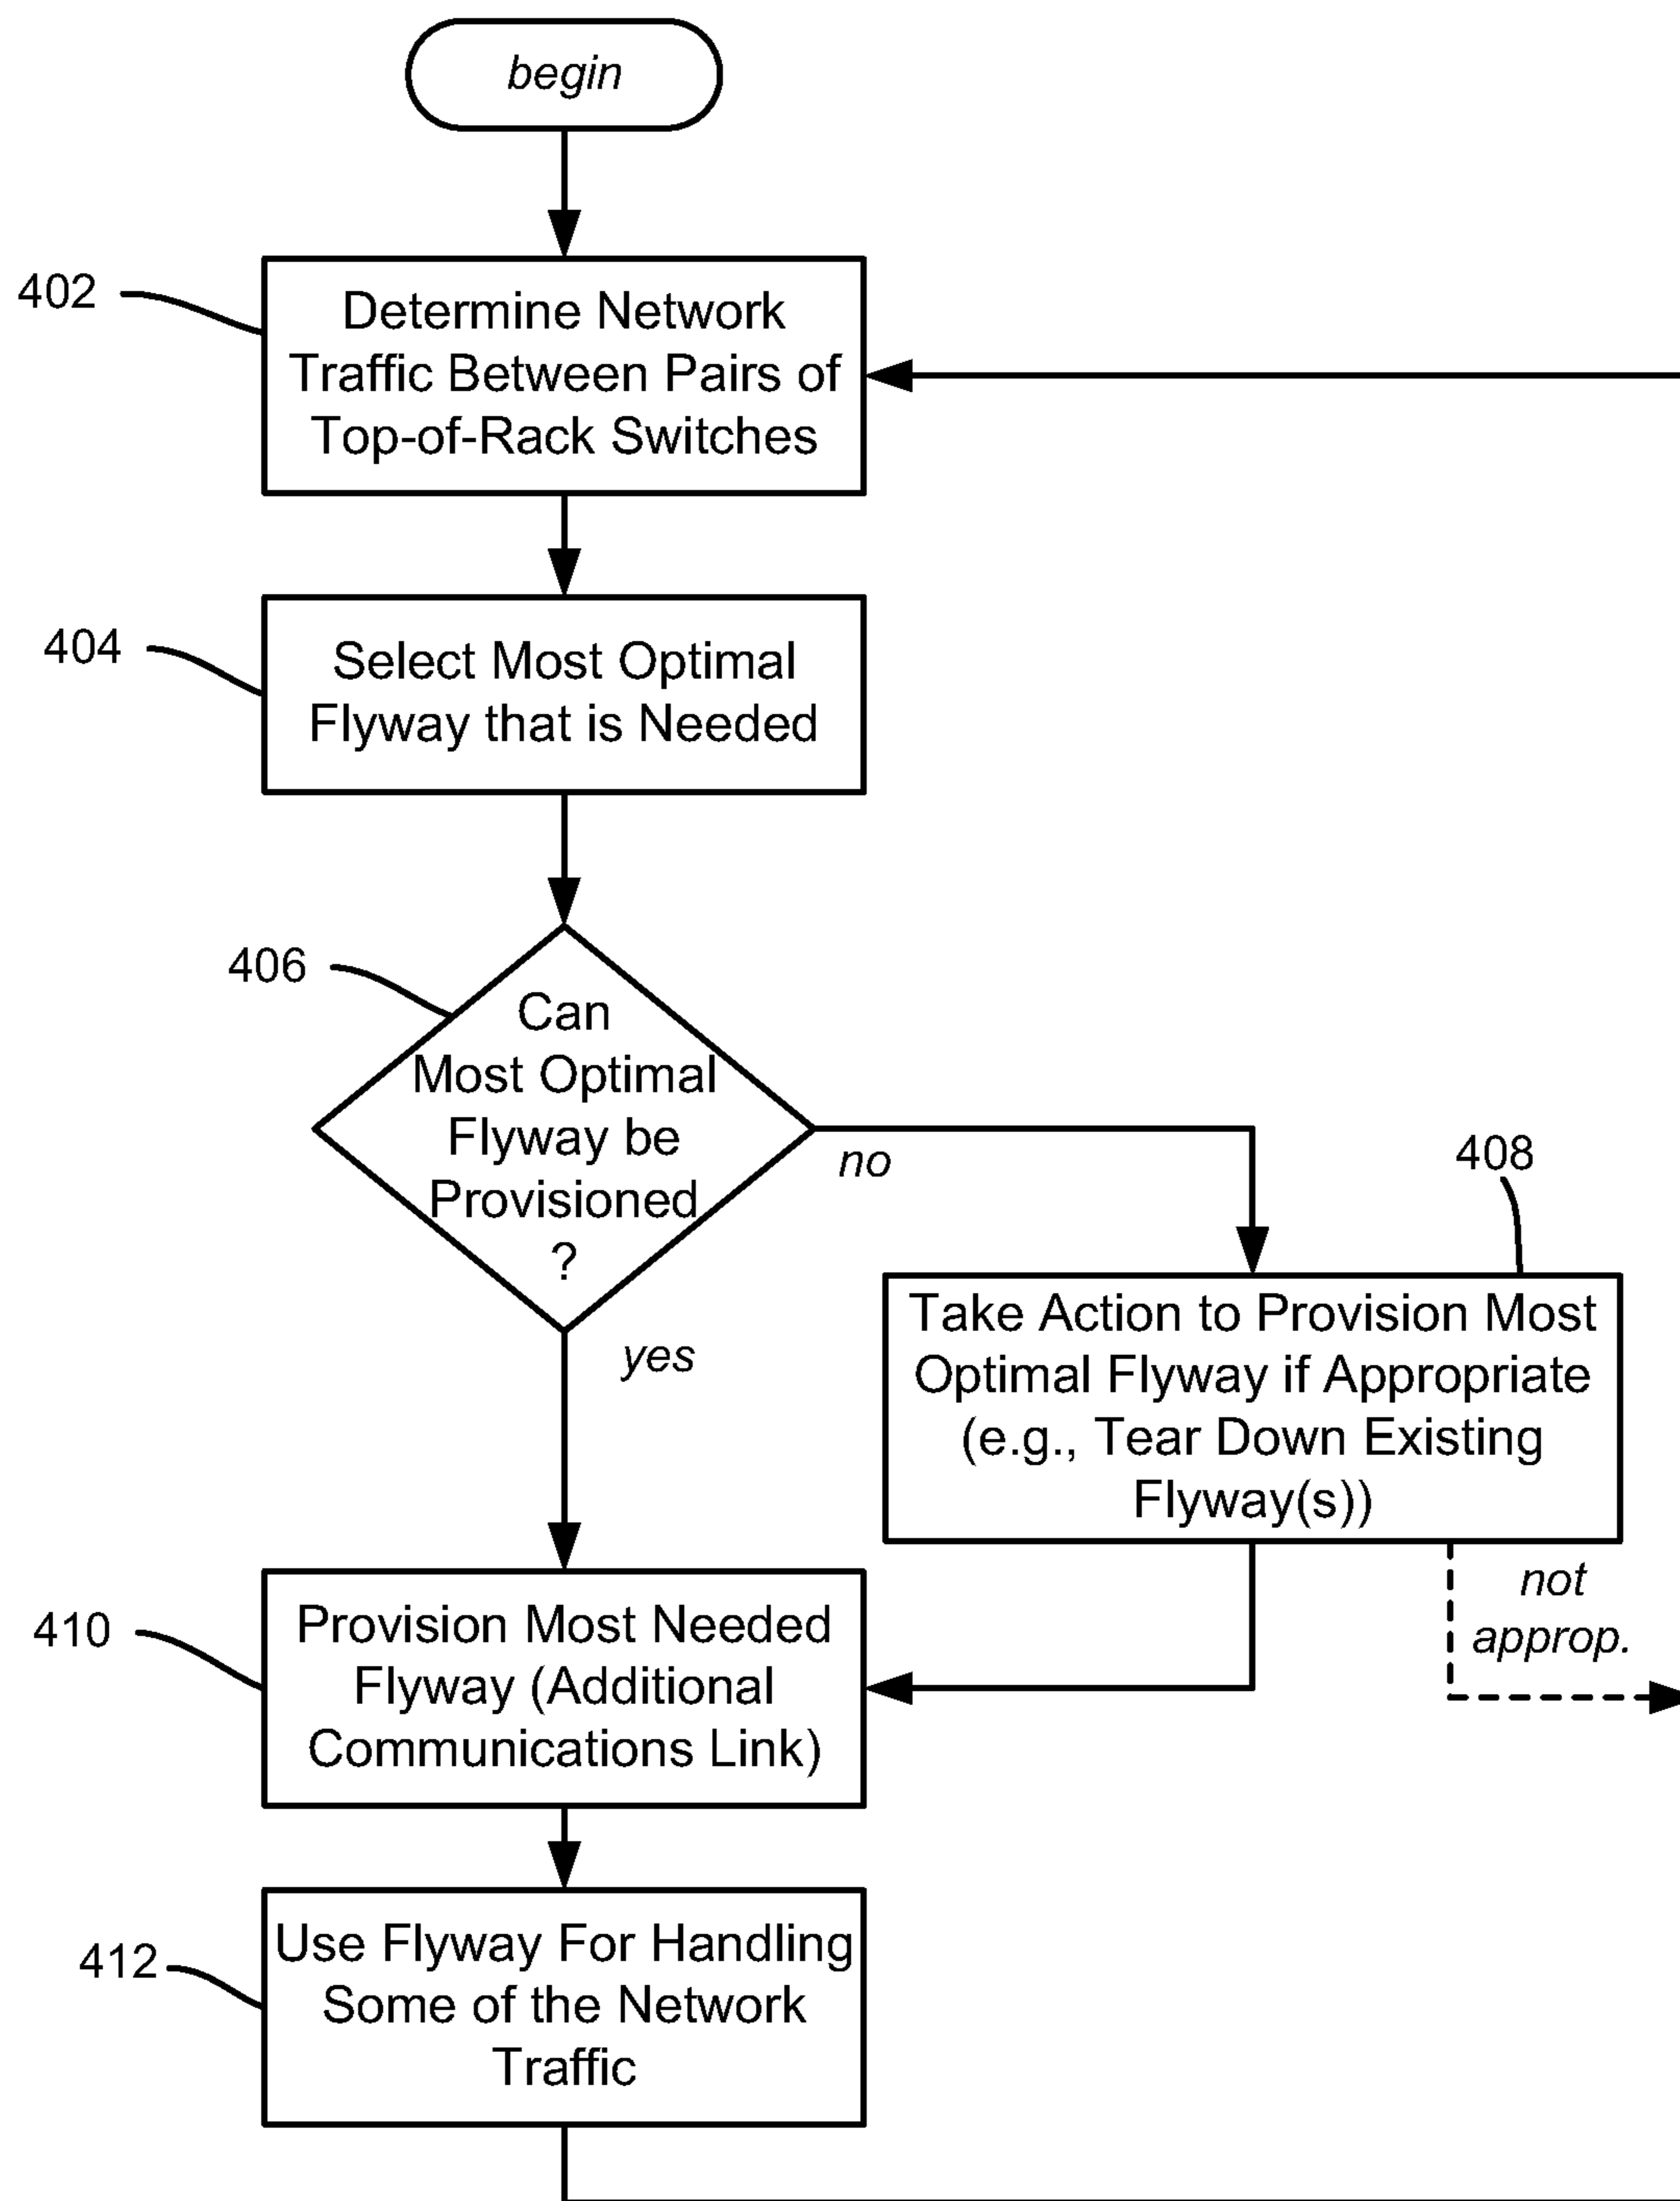 begin
402
Determine Network
Traffic Between Pairs of
Top-of-Rack Switches
404
Select Most Optimal
Flyway that is Needed
406
Can
Most Optimal
Flyway be
Provisioned
?
no
yes
408
Take Action to Provision Most
Optimal Flyway if Appropriate
(e.g., Tear Down Existing
Flyway(s))
not
approp.
410
Provision Most Needed
Flyway (Additional
Communications Link)
412
Use Flyway For Handling
Some of the Network
Traffic